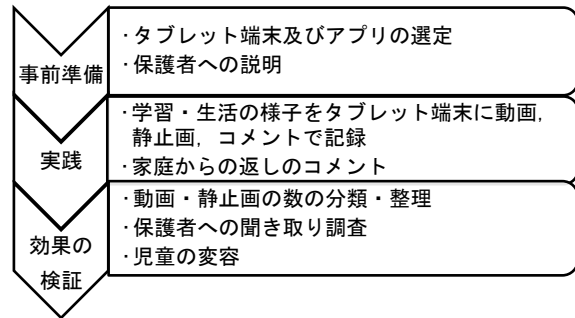 事前準備
・タブレット端末及びアプリの選定
・保護者への説明
実践
・学習・生活の様子をタブレット端末に動画,
静止画,コメントで記録
・家庭からの返しのコメント
効果の
検証
・動画・静止画の数の分類・整理
・保護者への聞き取り調査
・児童の変容